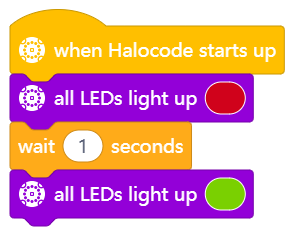 when Halocode starts up
all LEDs light up
wait 1 seconds
all LEDs light up